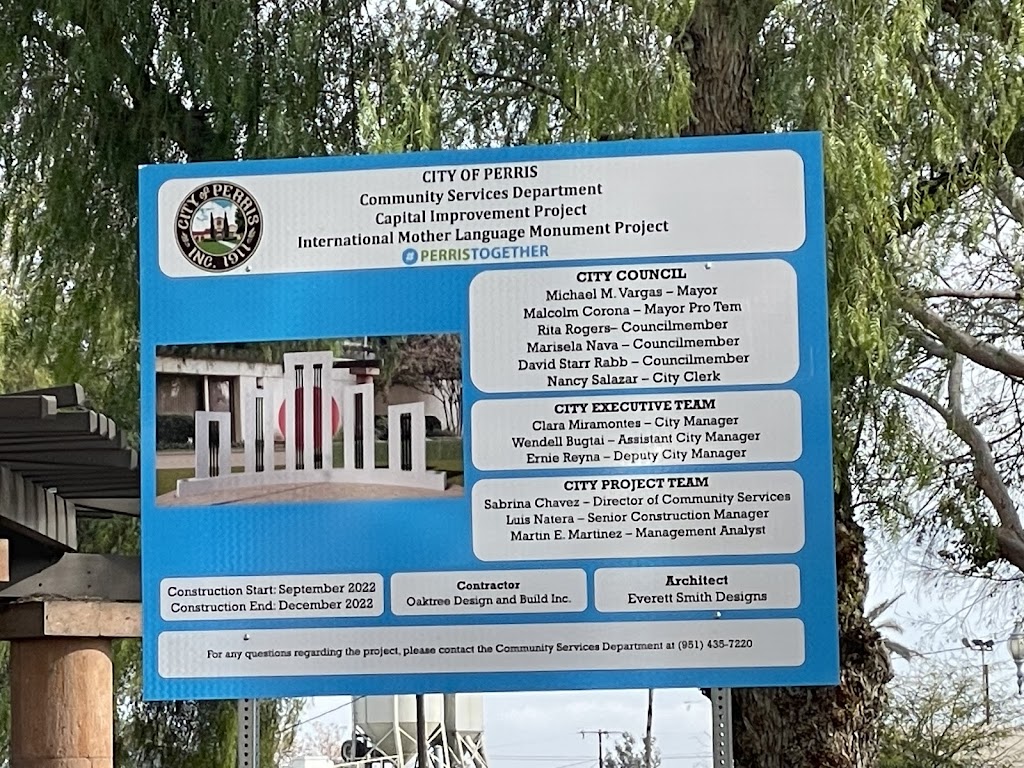 CITY OF PERRIS
Community Services Department
Capital Improvement Project
International Mother Language Monument Project
#PERRISTOGETHER
CITY OF PERRIS
INC. 1911
CITY COUNCIL
Michael M. Vargas – Mayor
Malcolm Corona – Mayor Pro Tem
Rita Rogers– Councilmember
Marisela Nava – Councilmember
David Starr Rabb – Councilmember
Nancy Salazar – City Clerk
CITY EXECUTIVE TEAM
Clara Miramontes – City Manager
Wendell Bugtai – Assistant City Manager
Ernie Reyna – Deputy City Manager
CITY PROJECT TEAM
Sabrina Chavez – Director of Community Services
Luis Natera – Senior Construction Manager
Martin E. Martinez – Management Analyst
Construction Start: September 2022
Construction End: December 2022
Contractor
Oaktree Design and Build Inc.
Architect
Everett Smith Designs
For any questions regarding the project, please contact the Community Services Department at (951) 435-7220